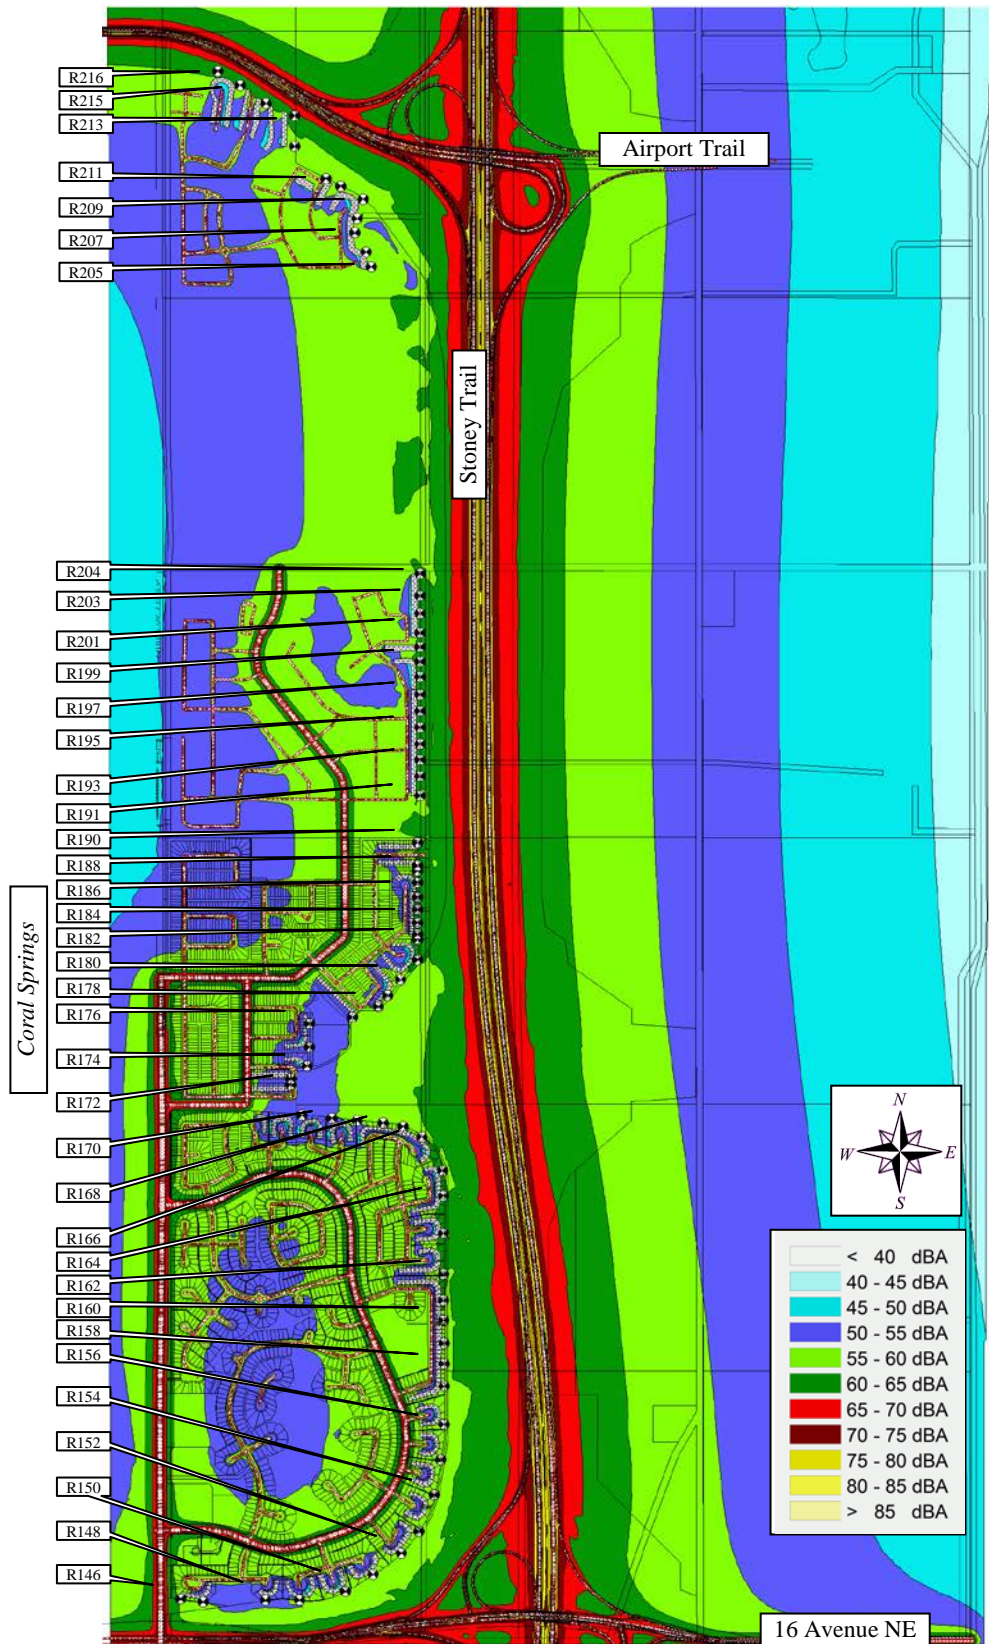 R216
R215
R213
R211
R209
R207
R205
Airport Trail
Stoney Trail
R204
R203
R201
R199
R197
R195
R193
R191
R190
R188
R186
R184
R182
R180
R178
R176
R174
R172
R170
R168
R166
R164
R162
R160
R158
R156
R154
R152
R150
R148
R146
Coral Springs
N
W
E
S
< 40 dBA
40 - 45 dBA
45 - 50 dBA
50 - 55 dBA
55 - 60 dBA
60 - 65 dBA
65 - 70 dBA
70 - 75 dBA
75 - 80 dBA
80 - 85 dBA
> 85 dBA
16 Avenue NE